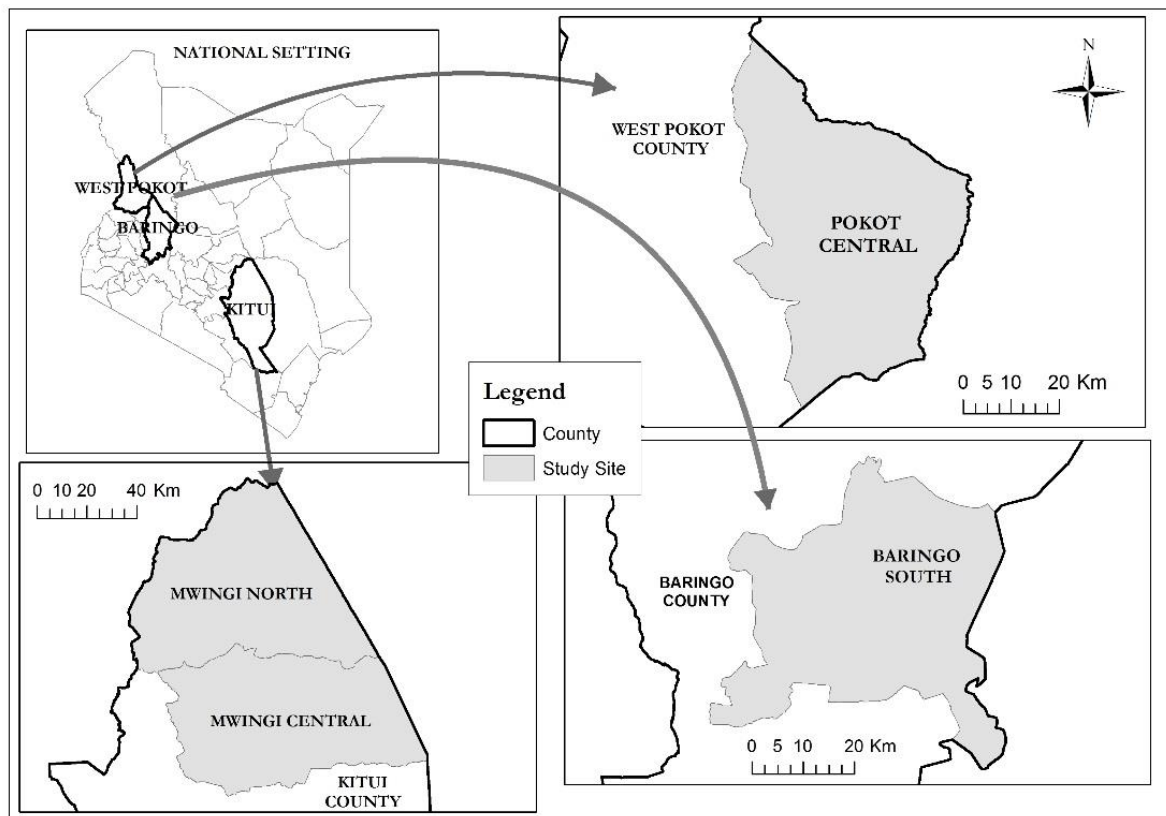 NATIONAL SETTING
WEST POKOT
BARINGO
KITUI
N
WEST POKOT
COUNTY
POKOT
CENTRAL
0 5 10 20 Km
Legend
County
Study Site
0 10 20 40 Km
MWINGI NORTH
MWINGI CENTRAL
KITUI
COUNTY
BARINGO
SOUTH
BARINGO
COUNTY
0 5 10 20 Km